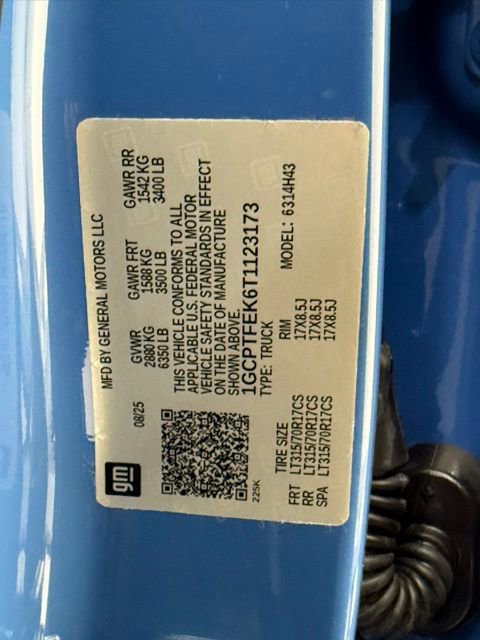 gm
MFD BY GENERAL MOTORS LLC
08/25
GVWR GAWR FRT GAWR RR
2880 KG 1588 KG 1542 KG
6350 LB 3500 LB 3400 LB
THIS VEHICLE CONFORMS TO ALL
APPLICABLE U.S. FEDERAL MOTOR
VEHICLE SAFETY STANDARDS IN EFFECT
ON THE DATE OF MANUFACTURE
SHOWN ABOVE.
1GCPTFEK6T1123173
TYPE: TRUCK
MODEL: 6314H43
22SK
TIRE SIZE RIM
FRT LT315/70R17CS 17X8.5J
RR LT315/70R17CS 17X8.5J
SPA LT315/70R17CS 17X8.5J